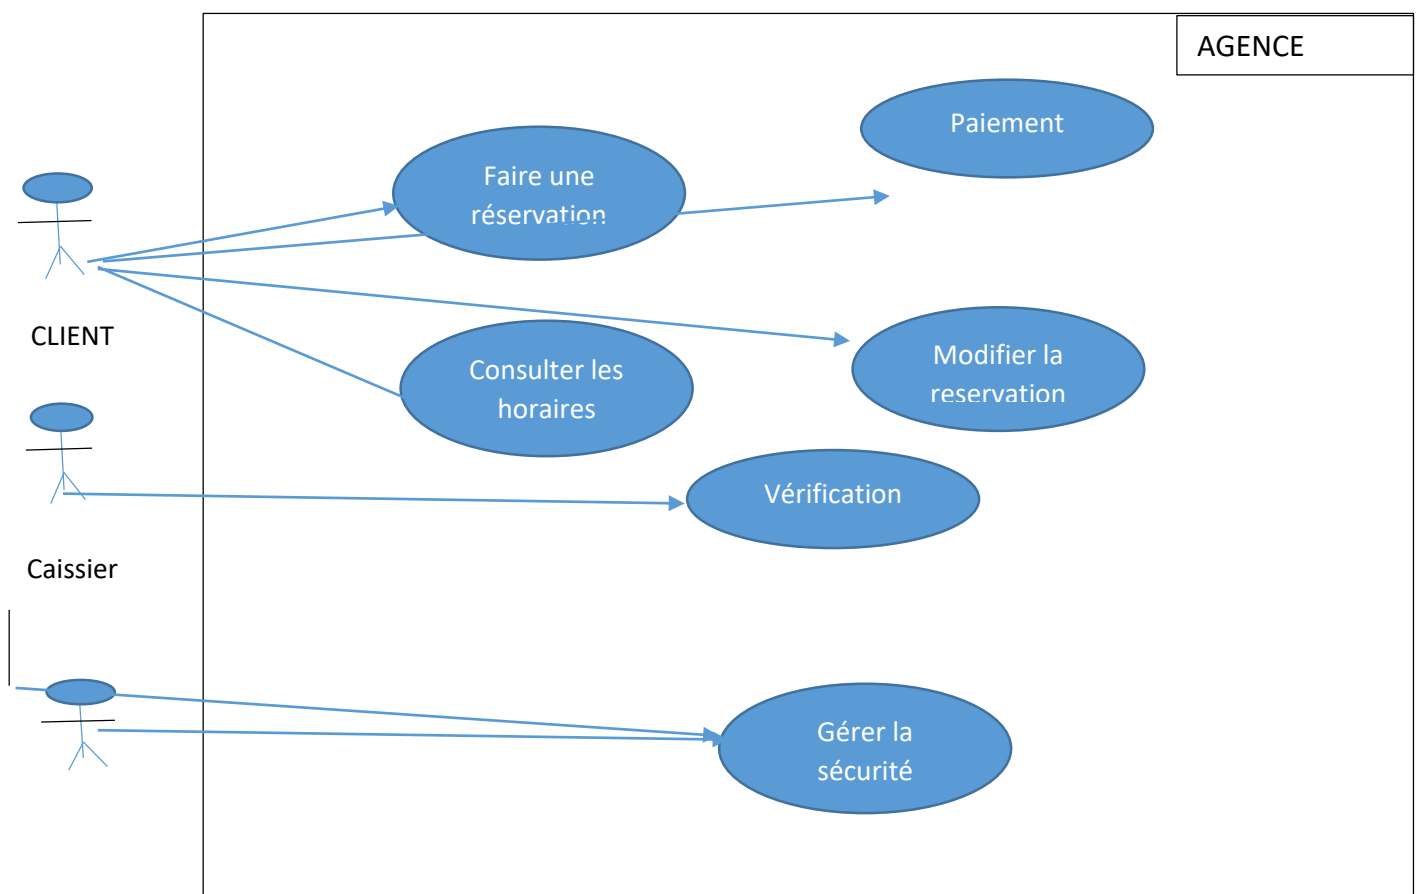 AGENCE
Paiement
Faire une
réservation
CLIENT
Consulter les
horaires
Modifier la
reservation
Vérification
Caissier
Gérer la
sécurité